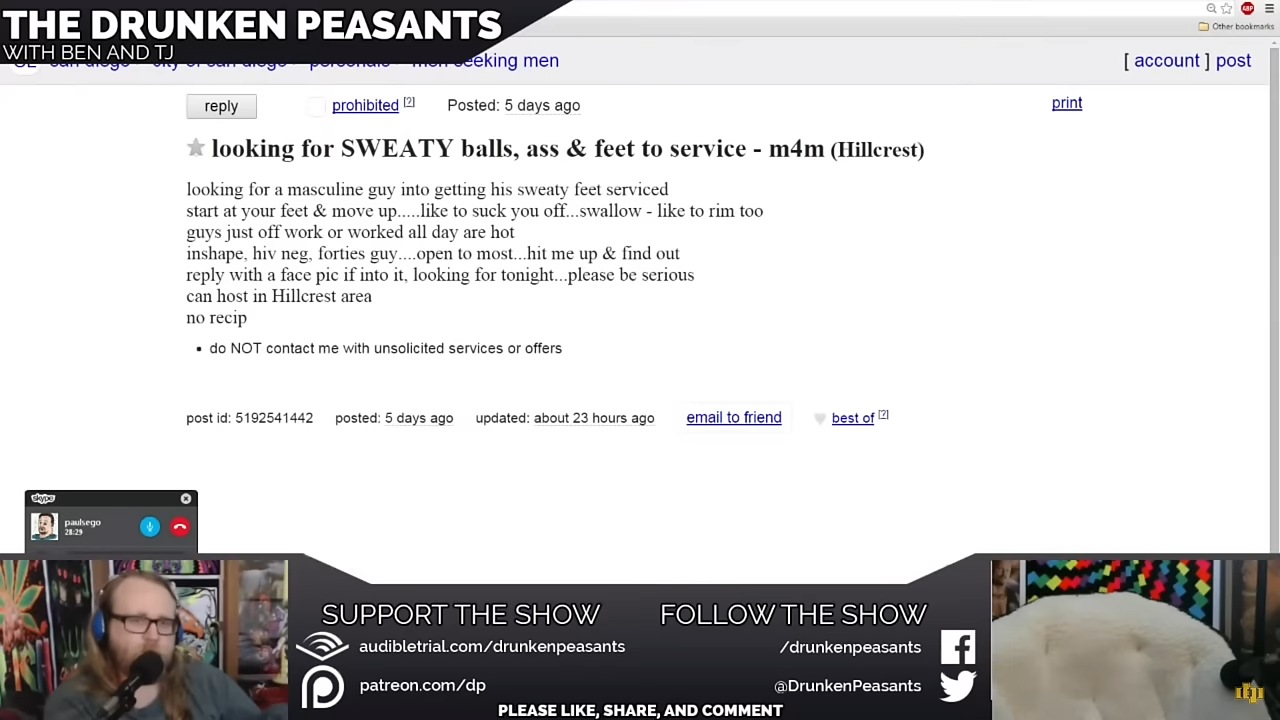 THE DRUNKEN PEASANTS
WITH BEN AND TJ
Other bookmarks
men seeking men
[ account ] post
reply prohibited [?] Posted: 5 days ago print
looking for SWEATY balls, ass & feet to service - m4m (Hillcrest)
looking for a masculine guy into getting his sweaty feet serviced
start at your feet & move up.....like to suck you off...swallow - like to rim too
guys just off work or worked all day are hot
inshape, hiv neg, forties guy....open to most...hit me up & find out
reply with a face pic if into it, looking for tonight...please be serious
can host in Hillcrest area
no recip
• do NOT contact me with unsolicited services or offers
post id: 5192541442 posted: 5 days ago updated: about 23 hours ago email to friend best of [?]
skype
paulsego
28:29
SUPPORT THE SHOW
audibletrial.com/drunkenpeasants
patreon.com/dp
FOLLOW THE SHOW
/drunkenpeasants
@DrunkenPeasants
PLEASE LIKE, SHARE, AND COMMENT